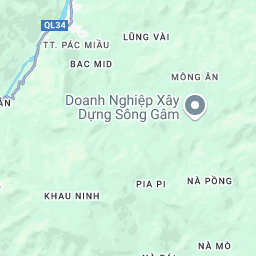 QL34
LŨNG VÀI
TT. PÁC MIẦU
BAC MID
MÔNG ÂN
Doanh Nghiệp Xây
Dựng Sông Gâm
NÀ PỒNG
PIA PI
KHAU NINH
NÀ MÒ